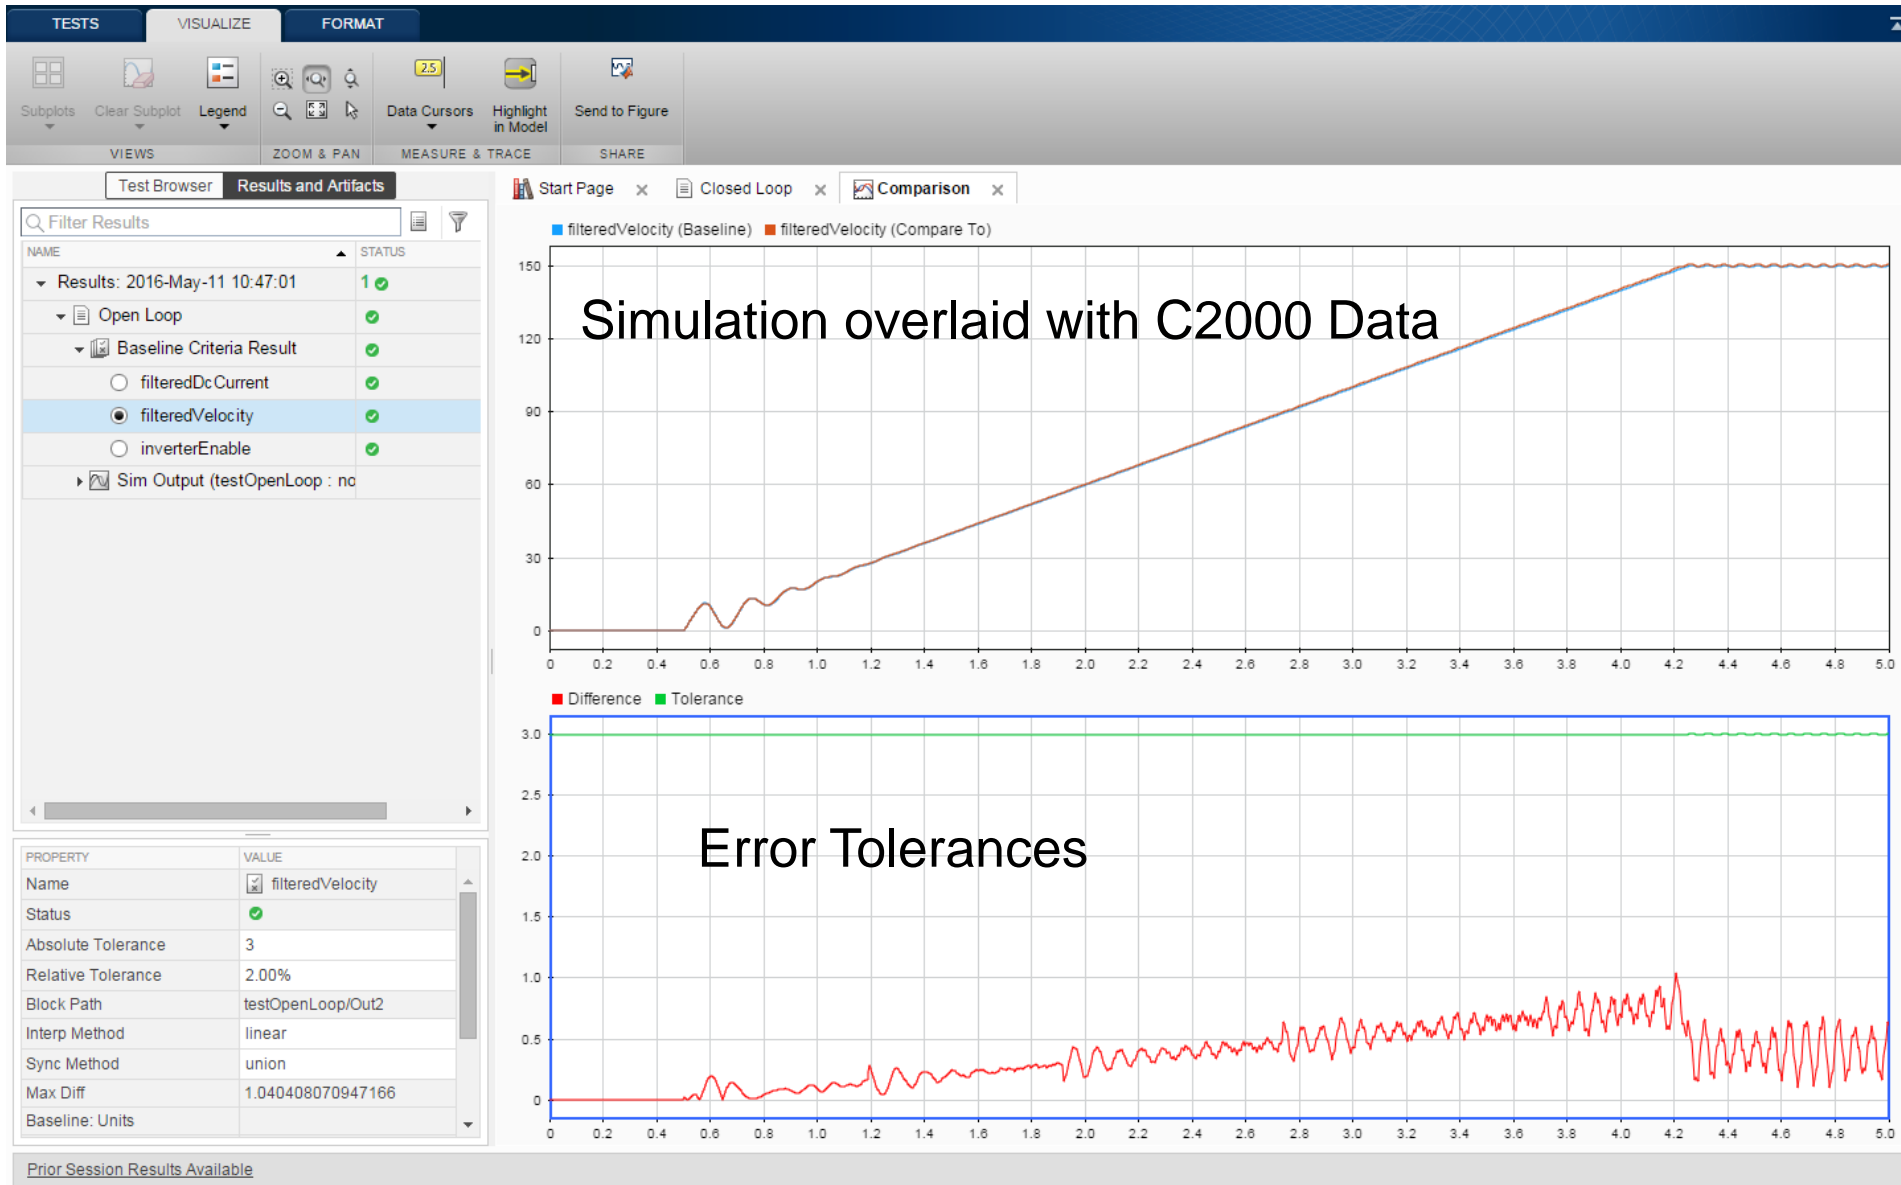 TESTS VISUALIZE FORMAT
2.5
Subplots Clear Subplot Legend Data Cursors Highlight in Model Send to Figure
VIEWS ZOOM & PAN MEASURE & TRACE SHARE
Test Browser Results and Artifacts
Filter Results
NAME STATUS
Results: 2016-May-11 10:47:01 1
Open Loop
Baseline Criteria Result
filteredDcCurrent
filteredVelocity
inverterEnable
Sim Output (testOpenLoop : no
PROPERTY VALUE
Name filteredVelocity
Status
Absolute Tolerance 3
Relative Tolerance 2.00%
Block Path testOpenLoop/Out2
Interp Method linear
Sync Method union
Max Diff 1.040408070947166
Baseline: Units
Start Page Closed Loop Comparison
filteredVelocity (Baseline) filteredVelocity (Compare To)
Simulation overlaid with C2000 Data
150
120
90
60
30
0
0 0.2 0.4 0.6 0.8 1.0 1.2 1.4 1.6 1.8 2.0 2.2 2.4 2.6 2.8 3.0 3.2 3.4 3.6 3.8 4.0 4.2 4.4 4.6 4.8 5.0
Difference Tolerance
Error Tolerances
3.0
2.5
2.0
1.5
1.0
0.5
0
0 0.2 0.4 0.6 0.8 1.0 1.2 1.4 1.6 1.8 2.0 2.2 2.4 2.6 2.8 3.0 3.2 3.4 3.6 3.8 4.0 4.2 4.4 4.6 4.8 5.0
Prior Session Results Available